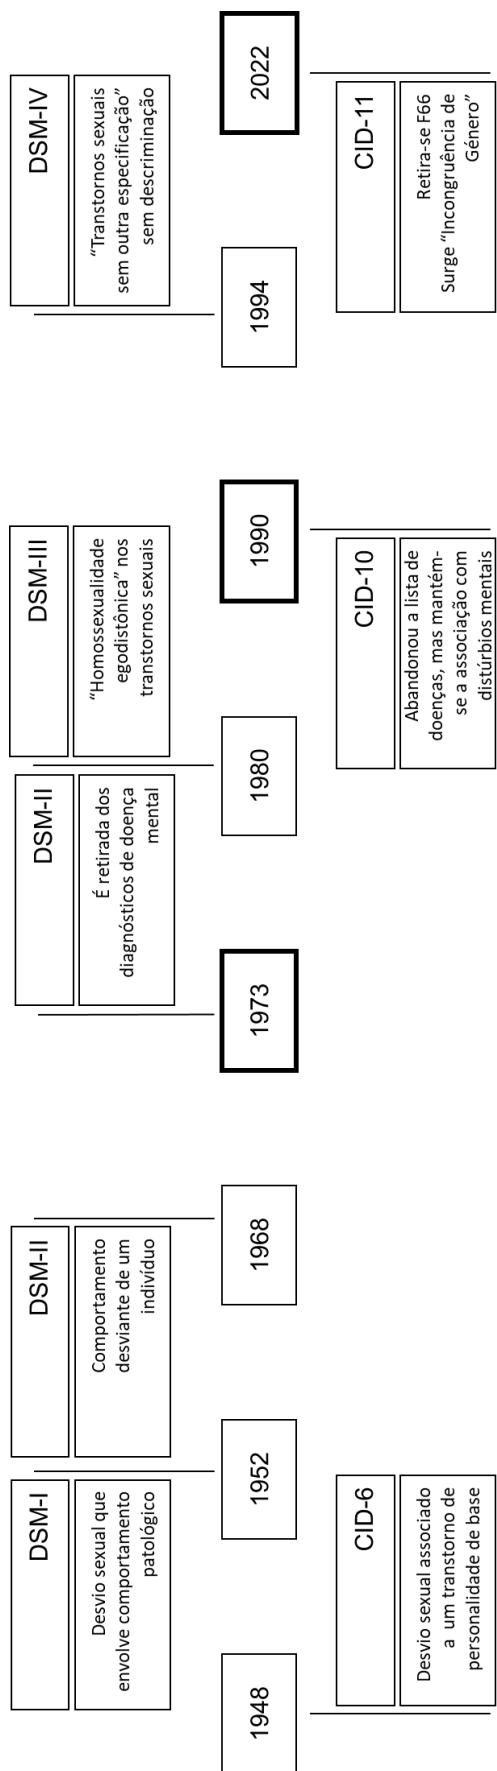 DSM-I
Desvio sexual que
envolve comportamento
patológico
DSM-II
Comportamento
desviante de um
indivíduo
DSM-II
É retirada dos
diagnósticos de doença
mental
DSM-III
“Homossexualidade
egodistônica” nos
transtornos sexuais
DSM-IV
“Transtornos sexuais
sem outra especificação”
sem descriminação
1948
1952
1968
1973
1980
1990
1994
2022
CID-6
Desvio sexual associado
a um transtorno de
personalidade de base
CID-10
Abandonou a lista de
doenças, mas mantém-
se a associação com
distúrbios mentais
CID-11
Retira-se F66
Surge “Incongruência de
Género”